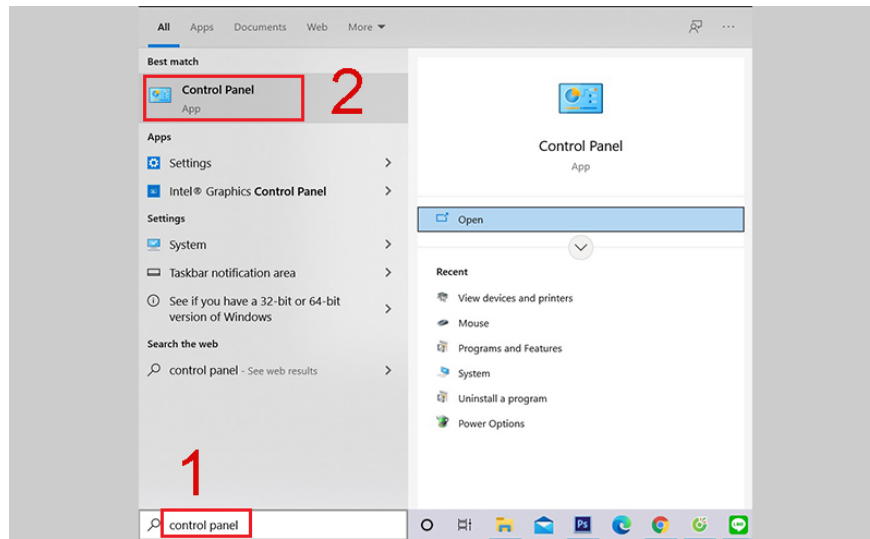 All Apps Documents Web More
Best match
Control Panel
App
2
Apps
Settings
Intel® Graphics Control Panel
Settings
System
Taskbar notification area
See if you have a 32-bit or 64-bit
version of Windows
Search the web
control panel - See web results
1
control panel
Control Panel
App
Open
Recent
View devices and printers
Mouse
Programs and Features
System
Uninstall a program
Power Options
Ps
LINE